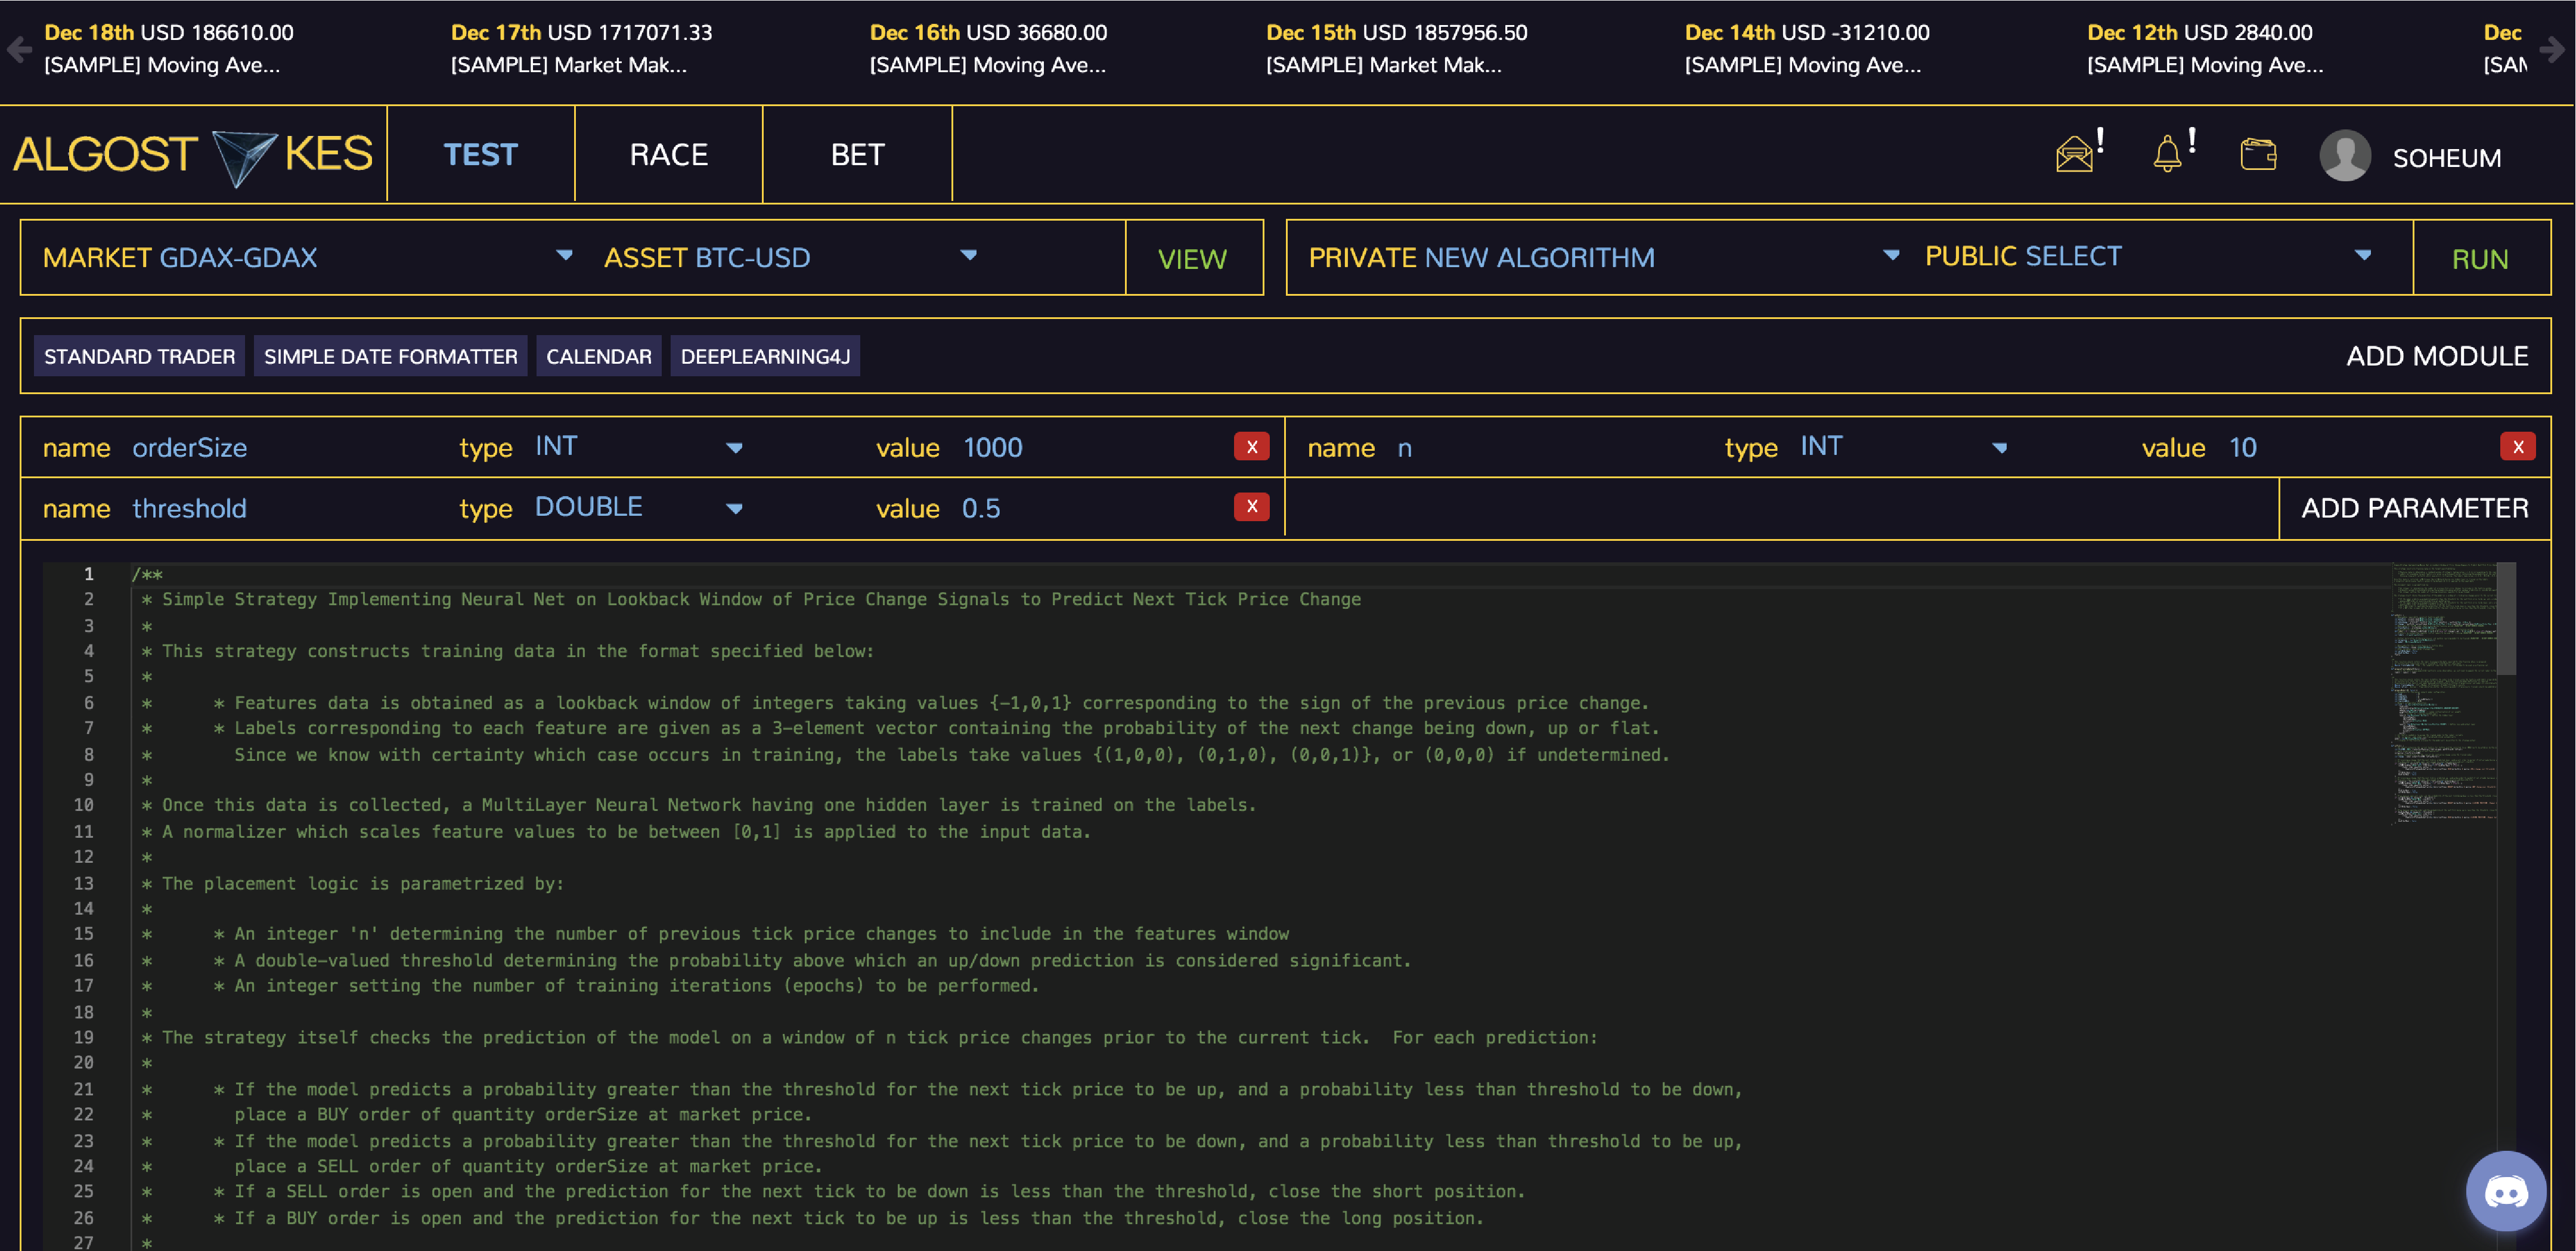 Dec 18th USD 186610.00
[SAMPLE] Moving Ave...
Dec 17th USD 1717071.33
[SAMPLE] Market Mak...
Dec 16th USD 36680.00
[SAMPLE] Moving Ave...
Dec 15th USD 1857956.50
[SAMPLE] Market Mak...
Dec 14th USD -31210.00
[SAMPLE] Moving Ave...
Dec 12th USD 2840.00
[SAMPLE] Moving Ave...
Dec
[SAM
ALGOST KES
TEST
RACE
BET
! !
SOHEUM
MARKET GDAX-GDAX
ASSET BTC-USD
VIEW
PRIVATE NEW ALGORITHM
PUBLIC SELECT
RUN
STANDARD TRADER
SIMPLE DATE FORMATTER
CALENDAR
DEEPLEARNING4J
ADD MODULE
name orderSize type INT value 1000 X
name n type INT value 10 X
name threshold type DOUBLE value 0.5 X
ADD PARAMETER
1 /**
2 * Simple Strategy Implementing Neural Net on Lookback Window of Price Change Signals to Predict Next Tick Price Change
3 *
4 * This strategy constructs training data in the format specified below:
5 *
6 * * Features data is obtained as a lookback window of integers taking values {-1,0,1} corresponding to the sign of the previous price change.
7 * * Labels corresponding to each feature are given as a 3-element vector containing the probability of the next change being down, up or flat.
8 * Since we know with certainty which case occurs in training, the labels take values {(1,0,0), (0,1,0), (0,0,1)}, or (0,0,0) if undetermined.
9 *
10 * Once this data is collected, a MultiLayer Neural Network having one hidden layer is trained on the labels.
11 * A normalizer which scales feature values to be between [0,1] is applied to the input data.
12 *
13 * The placement logic is parametrized by:
14 *
15 * * An integer 'n' determining the number of previous tick price changes to include in the features window
16 * * A double-valued threshold determining the probability above which an up/down prediction is considered significant.
17 * * An integer setting the number of training iterations (epochs) to be performed.
18 *
19 * The strategy itself checks the prediction of the model on a window of n tick price changes prior to the current tick. For each prediction:
20 *
21 * * If the model predicts a probability greater than the threshold for the next tick price to be up, and a probability less than threshold to be down,
22 * place a BUY order of quantity orderSize at market price.
23 * * If the model predicts a probability greater than the threshold for the next tick price to be down, and a probability less than threshold to be up,
24 * place a SELL order of quantity orderSize at market price.
25 * * If a SELL order is open and the prediction for the next tick to be down is less than the threshold, close the short position.
26 * * If a BUY order is open and the prediction for the next tick to be up is less than the threshold, close the long position.
27 *